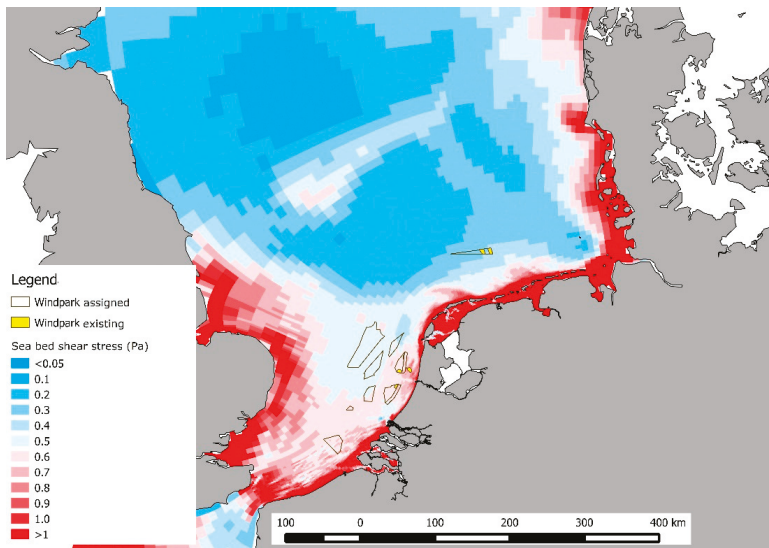 Legend
Windpark assigned
Windpark existing
Sea bed shear stress (Pa)
<0.05
0.1
0.2
0.3
0.4
0.5
0.6
0.7
0.8
0.9
1.0
>1
100 0 100 200 300 400 km